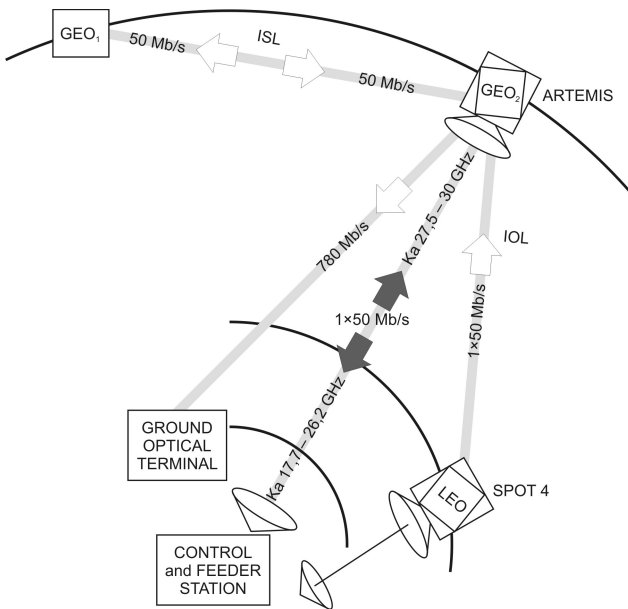 GEO₁
50 Mb/s
ISL
50 Mb/s
GEO₂
ARTEMIS
780 Mb/s
Ka 27,5 – 30 GHz
IOL
1×50 Mb/s
1×50 Mb/s
Ka 17,7 – 26,2 GHz
GROUND
OPTICAL
TERMINAL
LEO
SPOT 4
CONTROL
and FEEDER
STATION